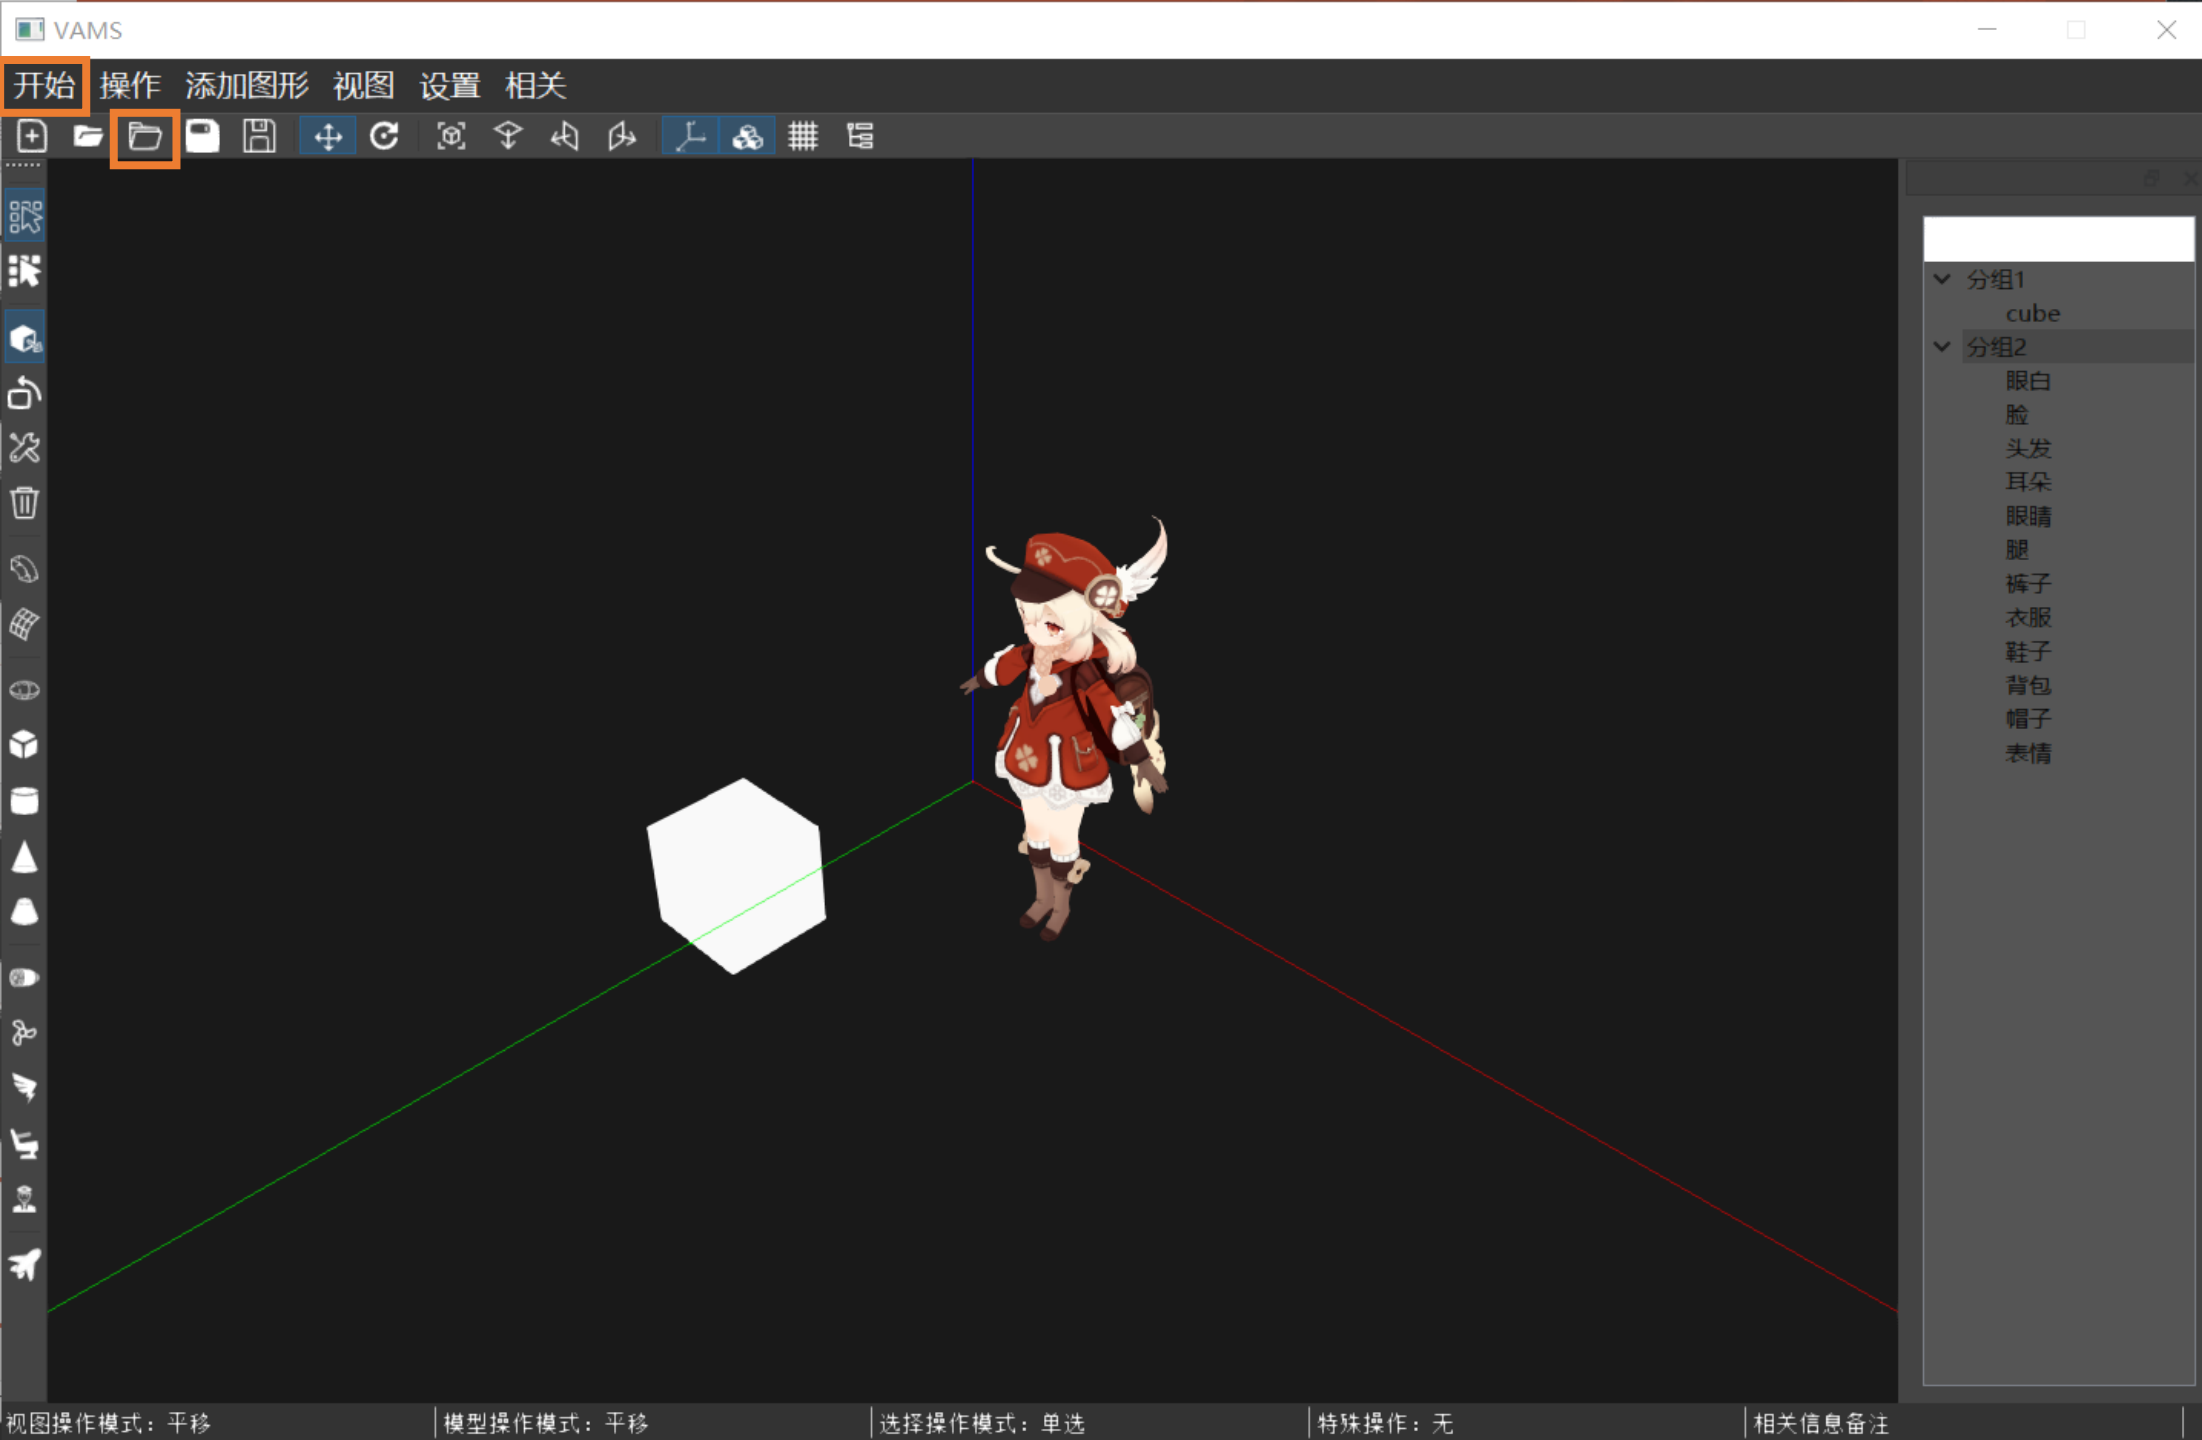 VAMS
开始 操作 添加图形 视图 设置 相关
分组1
cube
分组2
眼白
脸
头发
耳朵
眼睛
腿
裤子
衣服
鞋子
背包
帽子
表情
视图操作模式：平移
模型操作模式：平移
选择操作模式：单选
特殊操作：无
相关信息备注